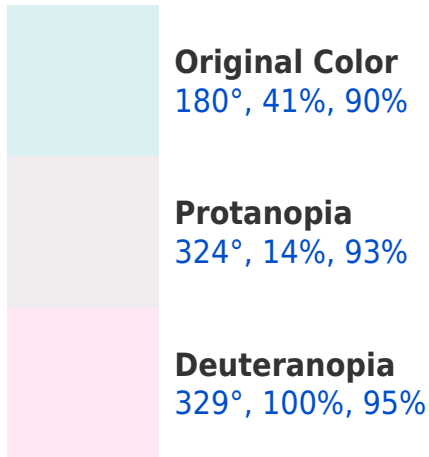 Original Color
180°, 41%, 90%
Protanopia
324°, 14%, 93%
Deuteranopia
329°, 100%, 95%